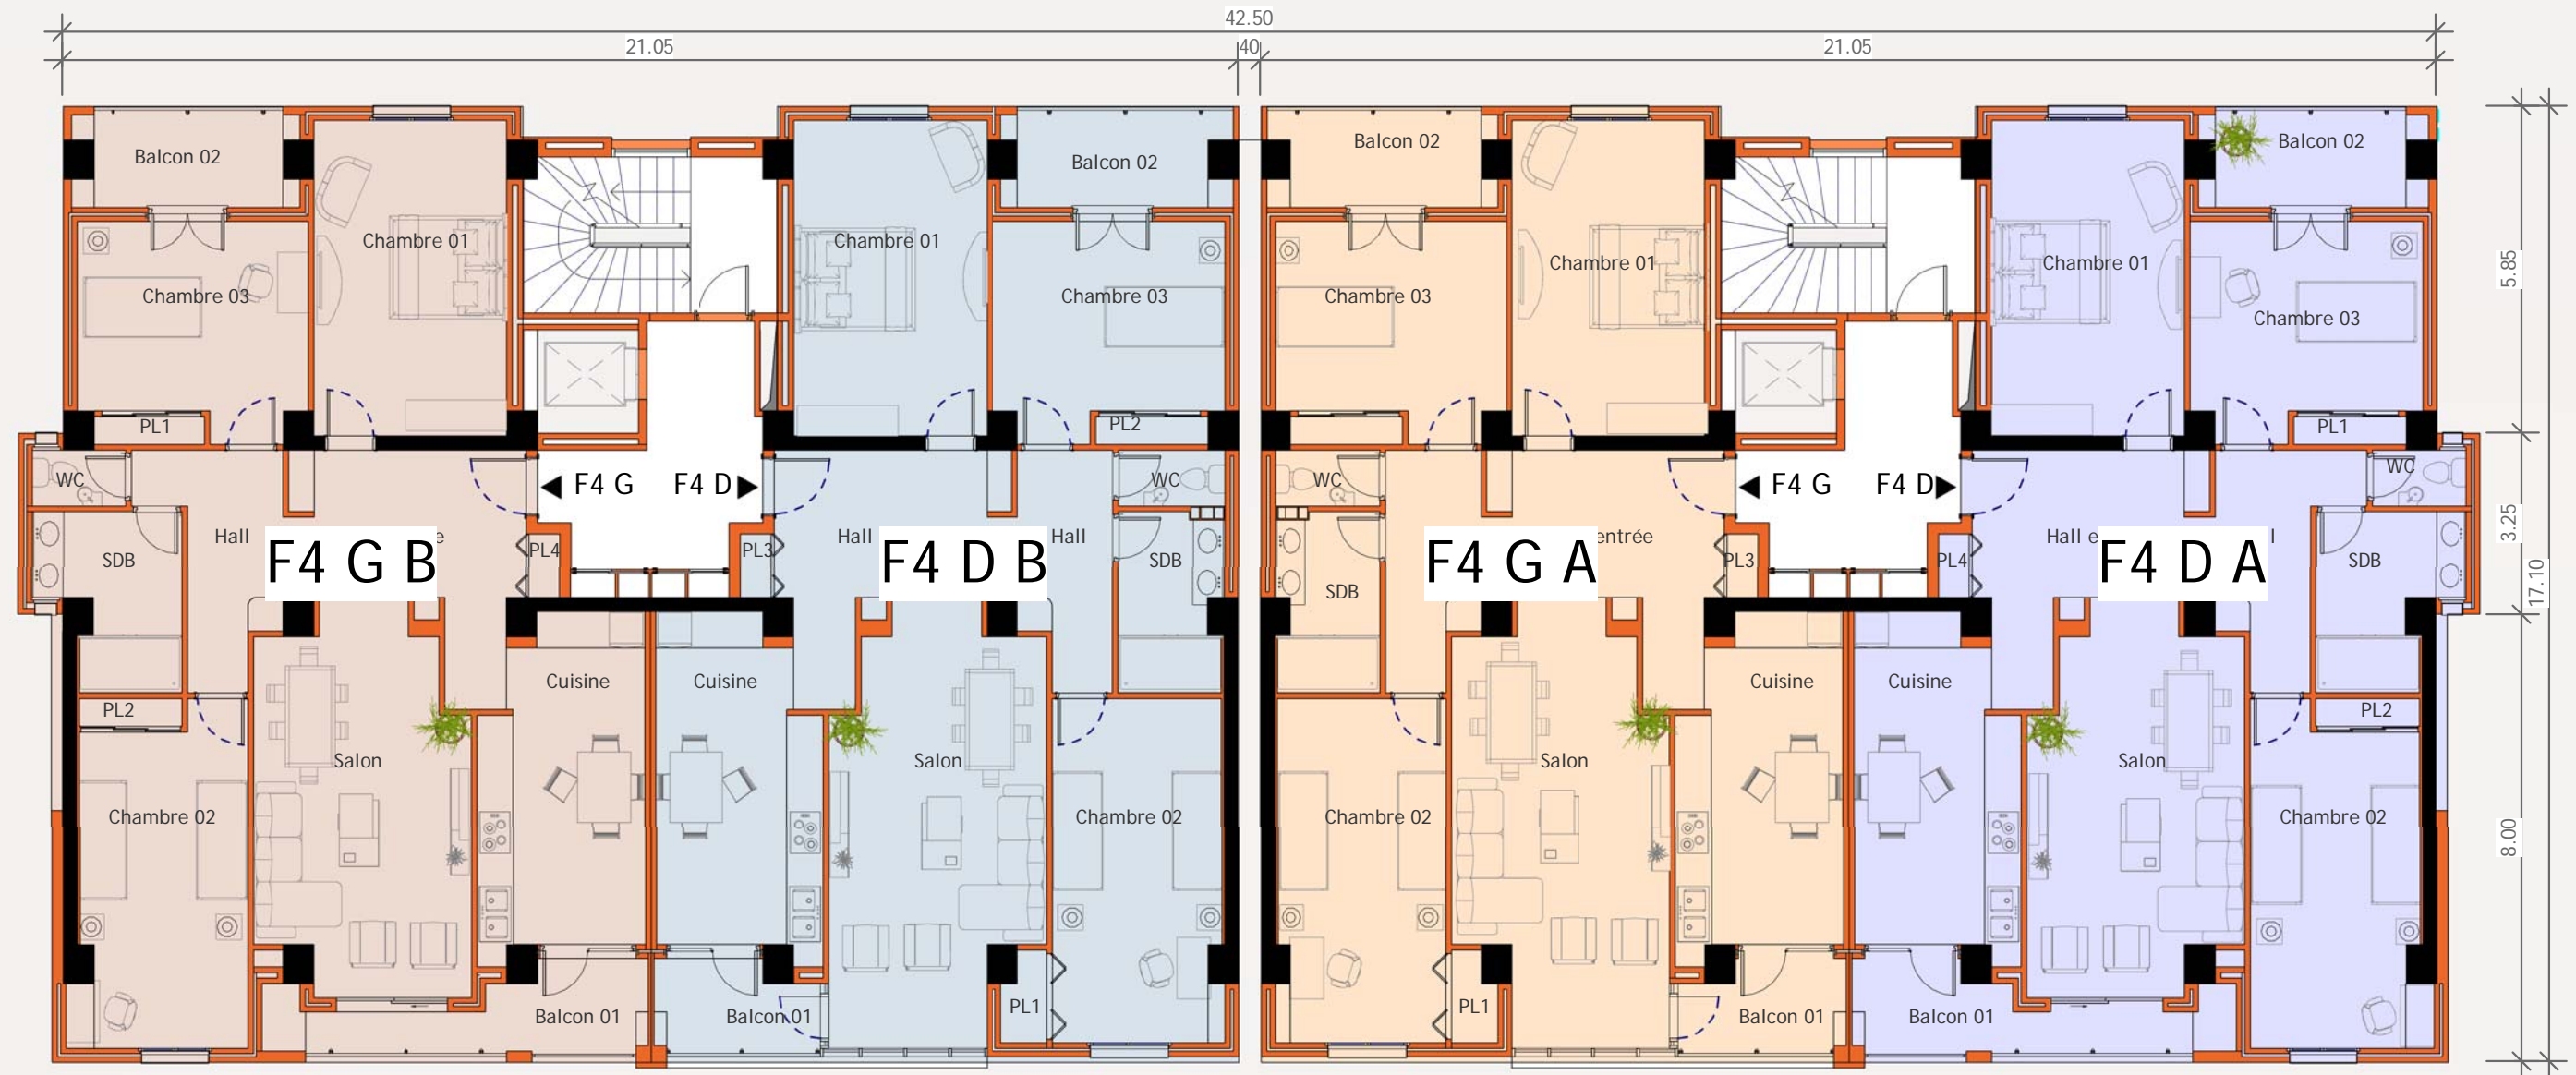 42.50
21.05
40
21.05
Balcon 02
Chambre 01
Chambre 03
PL1
WC
SDB
Hall
e
F4 G B
PL4
PL2
Chambre 02
Salon
Cuisine
Balcon 01
F4 G
F4 D
Chambre 01
Balcon 02
Chambre 03
PL2
WC
Hall
Hall
F4 D B
SDB
PL3
Cuisine
Salon
Chambre 02
Balcon 01
PL1
Balcon 02
Chambre 01
Chambre 03
WC
SDB
entrée
F4 G A
PL3
Chambre 02
Salon
Cuisine
PL1
Balcon 01
F4 G
F4 D
Chambre 01
Balcon 02
Chambre 03
PL1
WC
Hall e
ll
F4 D A
SDB
PL4
Cuisine
Salon
PL2
Chambre 02
Balcon 01
5.85
3.25
17.10
8.00